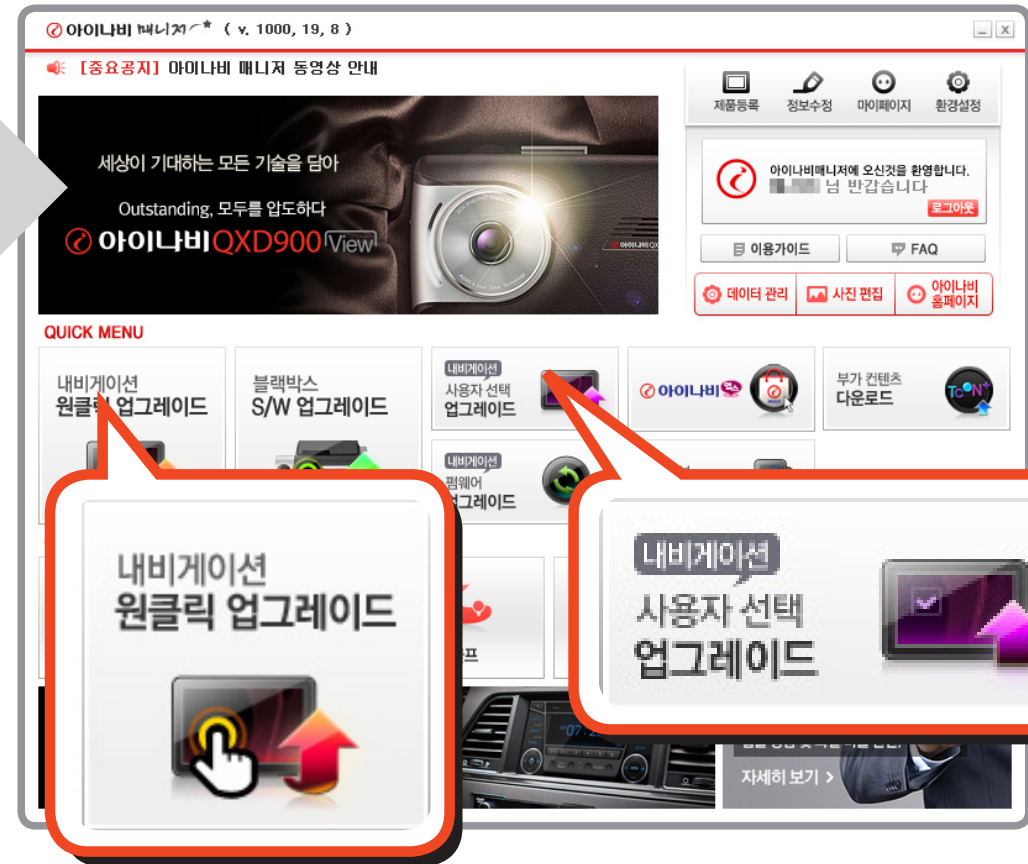 아이나비 매니저 ( v. 1000, 19, 8 )
[중요공지] 아이나비 매니저 동영상 안내
제품등록 정보수정 마이페이지 환경설정
세상이 기대하는 모든 기술을 담아
Outstanding, 모두를 압도하다
아이나비 QXD900 View
아이나비매니저에 오신것을 환영합니다.
님 반갑습니다
로그아웃
이용가이드
FAQ
데이터 관리
사진 편집
아이나비
홈페이지
QUICK MENU
내비게이션
원클릭 업그레이드
블랙박스
S/W 업그레이드
내비게이션
사용자 선택
업그레이드
아이나비
부가 컨텐츠
다운로드
TCON+
내비게이션
펌웨어
업그레이드
내비게이션
원클릭 업그레이드
내비게이션
사용자 선택
업그레이드
자세히 보기 >